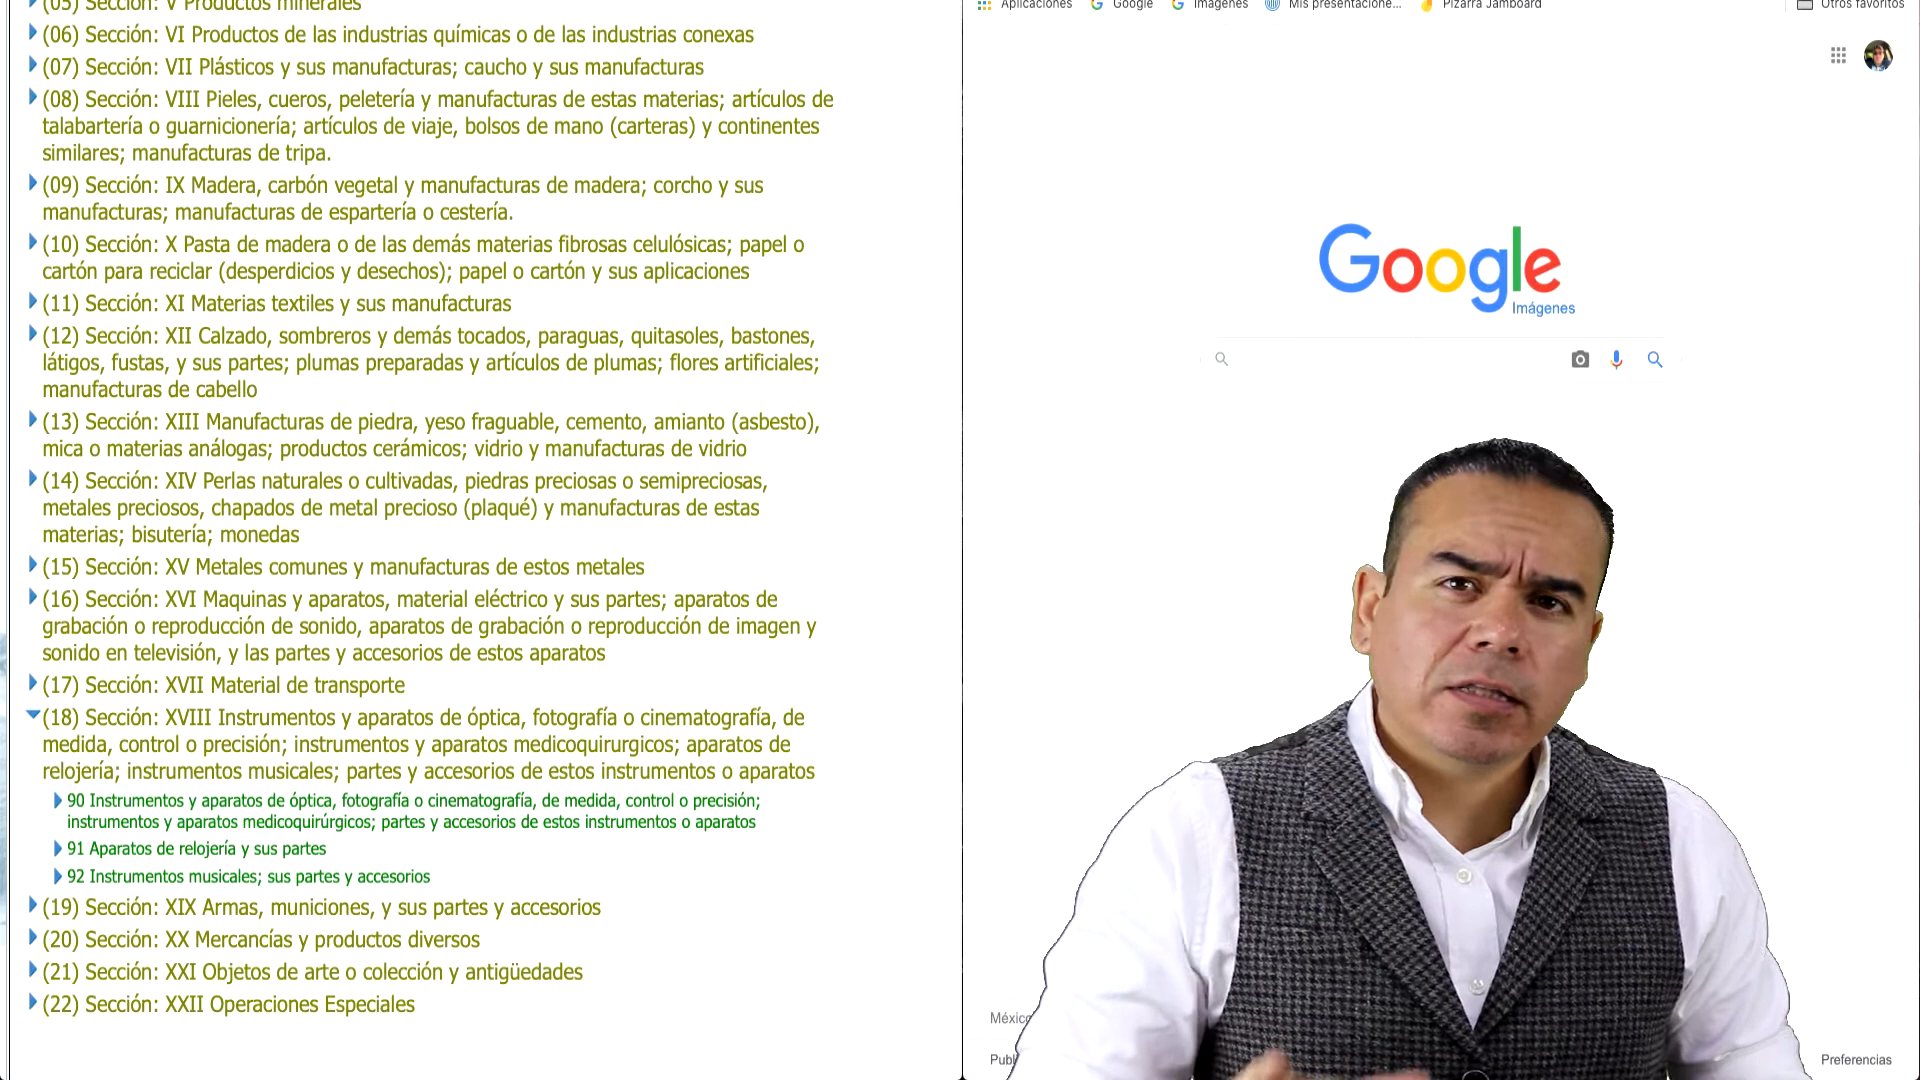 (05) Sección: V Productos minerales
(06) Sección: VI Productos de las industrias químicas o de las industrias conexas
(07) Sección: VII Plásticos y sus manufacturas; caucho y sus manufacturas
(08) Sección: VIII Pieles, cueros, peletería y manufacturas de estas materias; artículos de
talabartería o guarnicionería; artículos de viaje, bolsos de mano (carteras) y continentes
similares; manufacturas de tripa.
(09) Sección: IX Madera, carbón vegetal y manufacturas de madera; corcho y sus
manufacturas; manufacturas de espartería o cestería.
(10) Sección: X Pasta de madera o de las demás materias fibrosas celulósicas; papel o
cartón para reciclar (desperdicios y desechos); papel o cartón y sus aplicaciones
(11) Sección: XI Materias textiles y sus manufacturas
(12) Sección: XII Calzado, sombreros y demás tocados, paraguas, quitasoles, bastones,
látigos, fustas, y sus partes; plumas preparadas y artículos de plumas; flores artificiales;
manufacturas de cabello
(13) Sección: XIII Manufacturas de piedra, yeso fraguable, cemento, amianto (asbesto),
mica o materias análogas; productos cerámicos; vidrio y manufacturas de vidrio
(14) Sección: XIV Perlas naturales o cultivadas, piedras preciosas o semipreciosas,
metales preciosos, chapados de metal precioso (plaqué) y manufacturas de estas
materias; bisutería; monedas
(15) Sección: XV Metales comunes y manufacturas de estos metales
(16) Sección: XVI Maquinas y aparatos, material eléctrico y sus partes; aparatos de
grabación o reproducción de sonido, aparatos de grabación o reproducción de imagen y
sonido en televisión, y las partes y accesorios de estos aparatos
(17) Sección: XVII Material de transporte
(18) Sección: XVIII Instrumentos y aparatos de óptica, fotografía o cinematografía, de
medida, control o precisión; instrumentos y aparatos medicoquirurgicos; aparatos de
relojería; instrumentos musicales; partes y accesorios de estos instrumentos o aparatos
90 Instrumentos y aparatos de óptica, fotografía o cinematografía, de medida, control o precisión;
instrumentos y aparatos medicoquirúrgicos; partes y accesorios de estos instrumentos o aparatos
91 Aparatos de relojería y sus partes
92 Instrumentos musicales; sus partes y accesorios
(19) Sección: XIX Armas, municiones, y sus partes y accesorios
(20) Sección: XX Mercancías y productos diversos
(21) Sección: XXI Objetos de arte o colección y antigüedades
(22) Sección: XXII Operaciones Especiales
Aplicaciones Google Imágenes Mis presentacione... Pizarra Jamboard Otros favoritos
Google
Imágenes
México
Publ
Preferencias